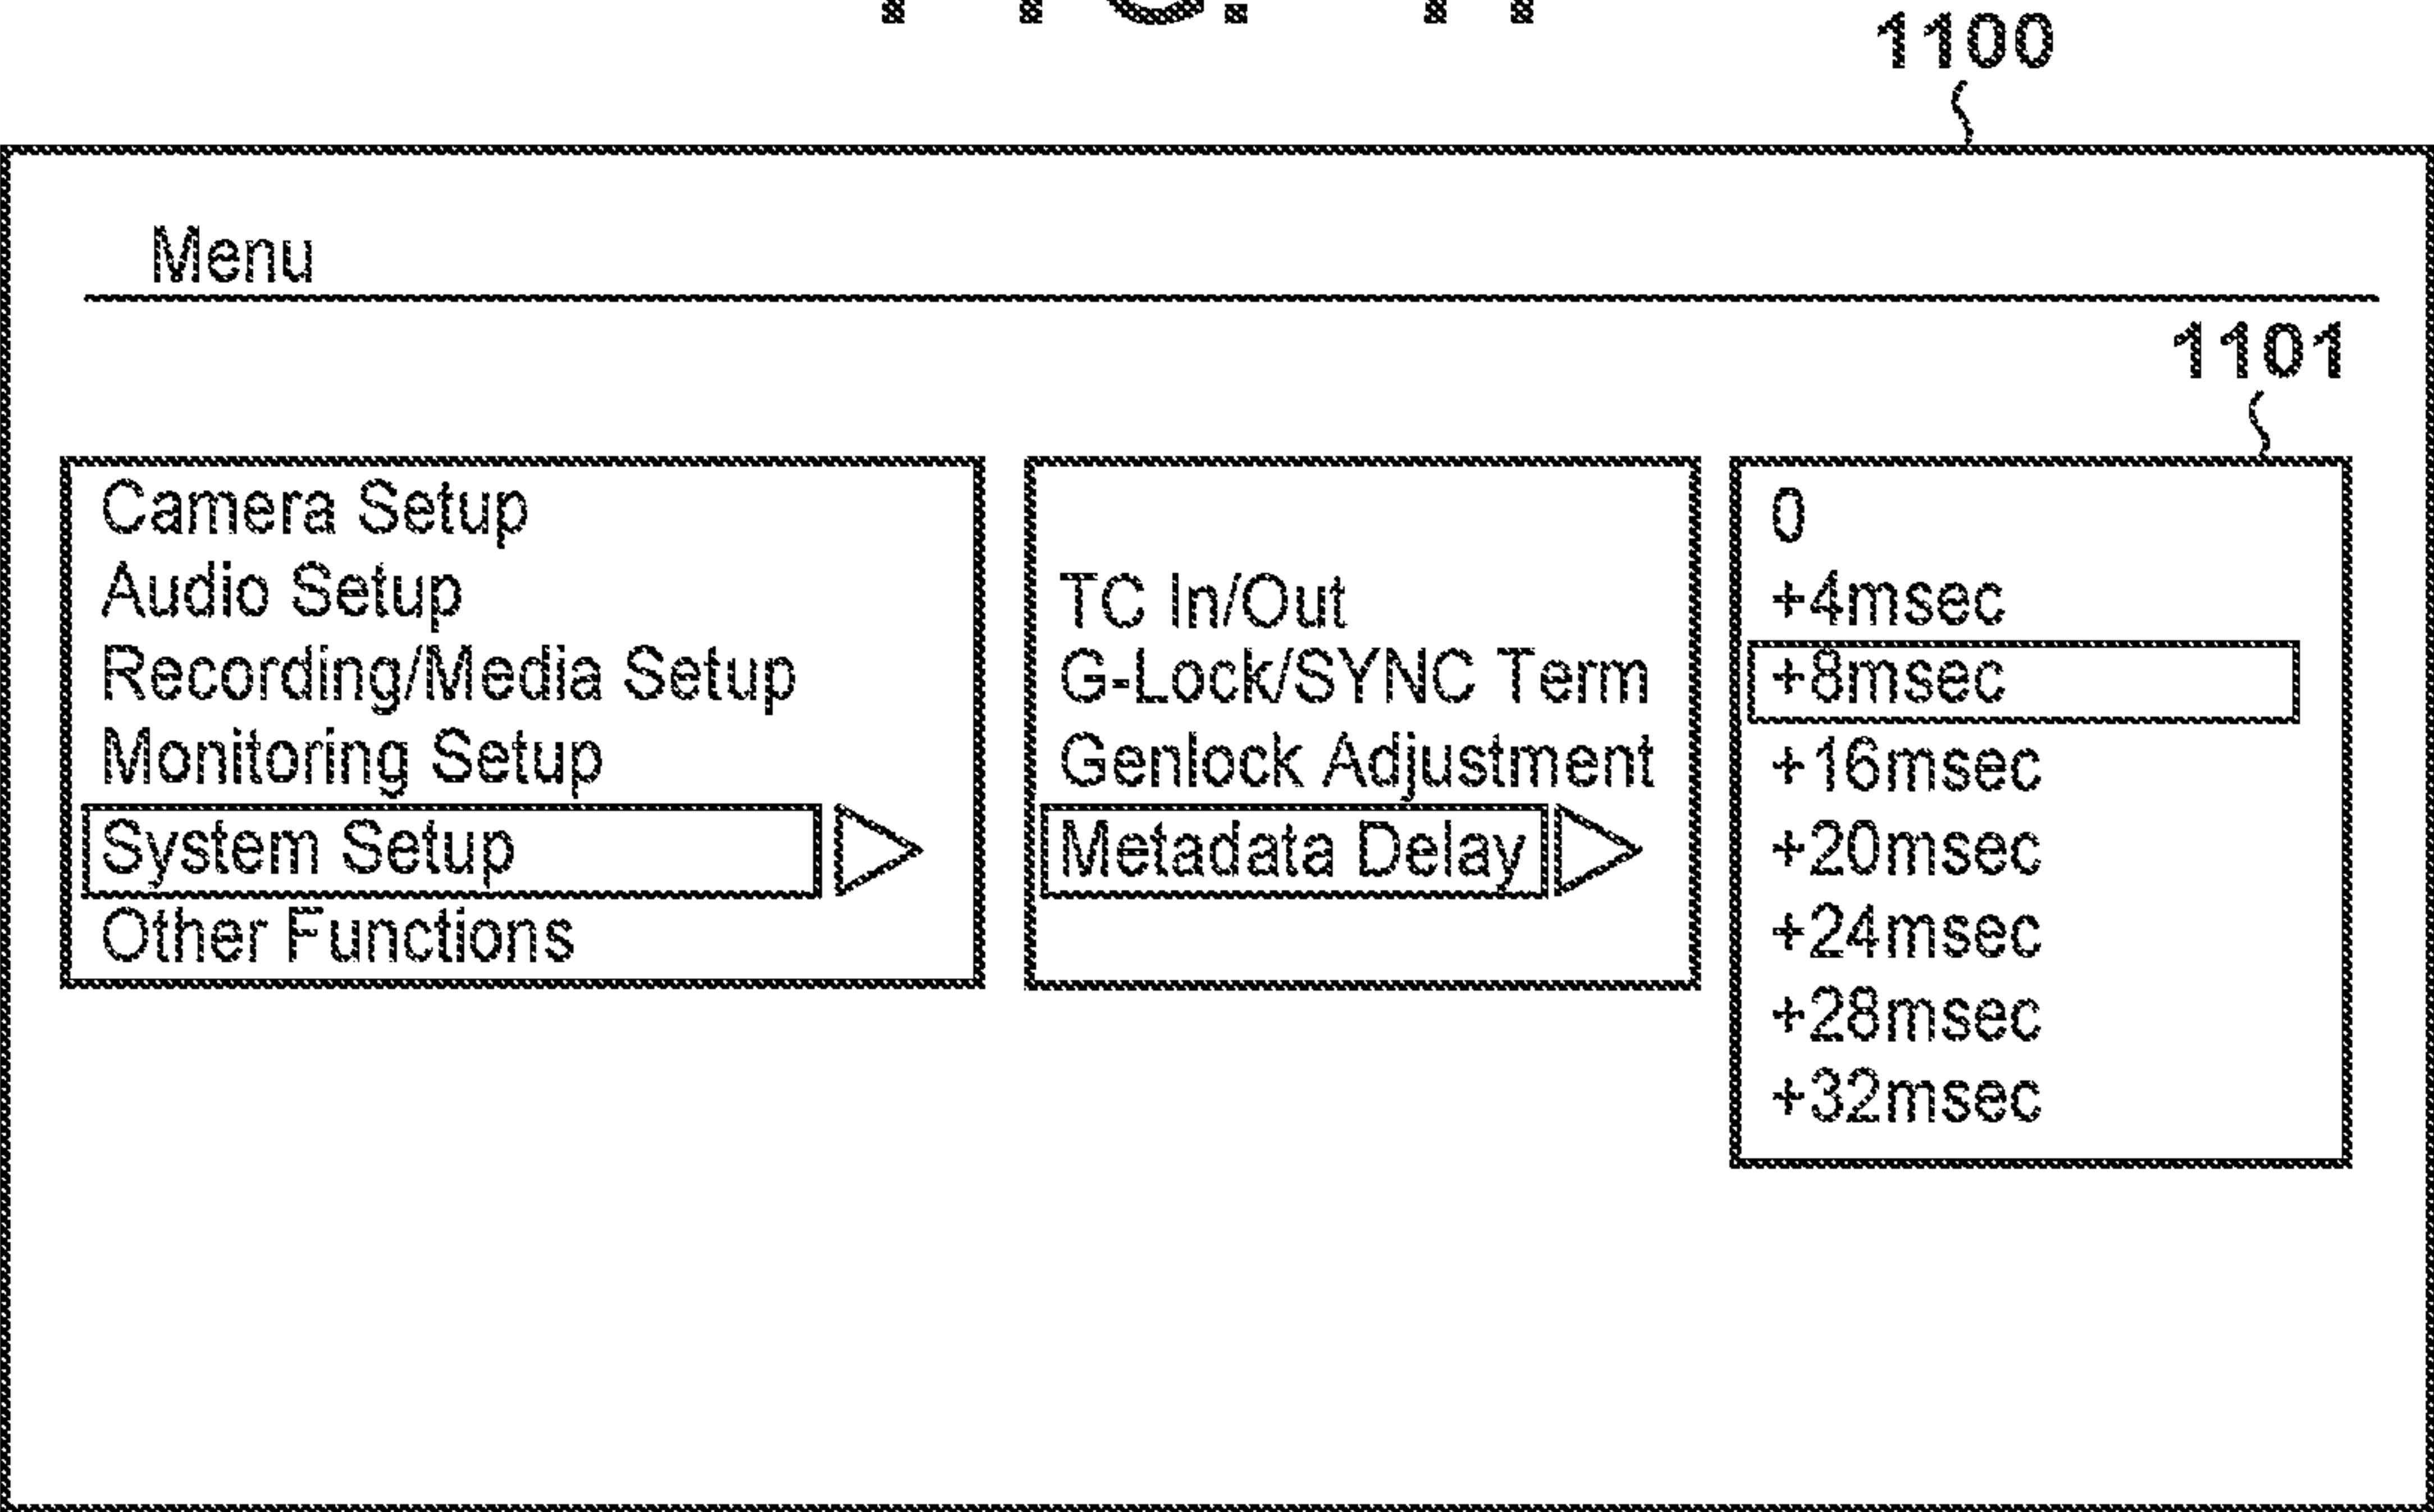 1100
Menu
1101
Camera Setup
Audio Setup
Recording/Media Setup
Monitoring Setup
System Setup
Other Functions
TC In/Out
G-Lock/SYNC Term
Genlock Adjustment
Metadata Delay
0
+4msec
+8msec
+16msec
+20msec
+24msec
+28msec
+32msec